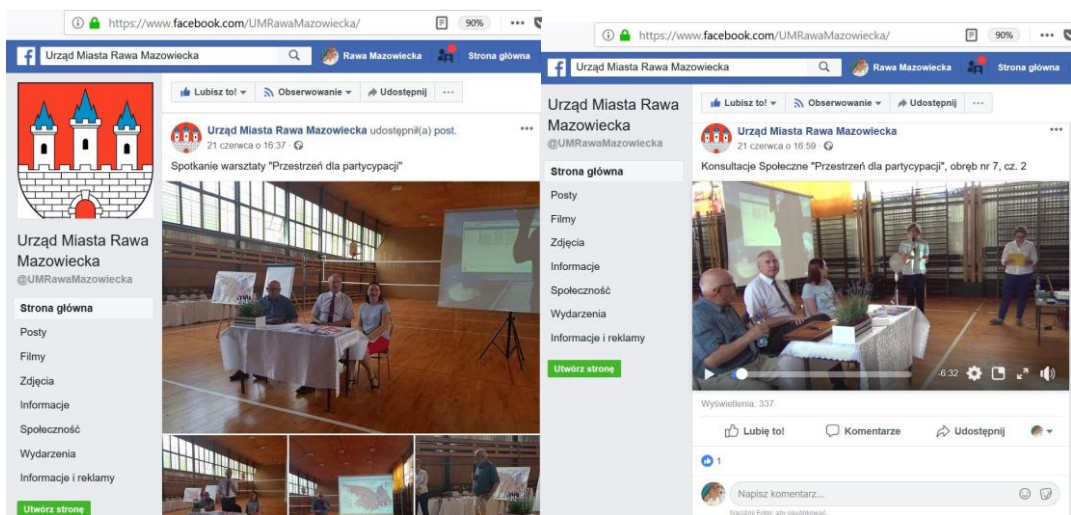 https://www.facebook.com/UMRawaMazowiecka/
90%
Urząd Miasta Rawa Mazowiecka
Rawa Mazowiecka
Strona główna
Lubisz to!
Obserwowanie
Udostępnij
Urząd Miasta Rawa Mazowiecka udostępnił(a) post.
21 czerwca o 16:37
Spotkanie warsztaty "Przestrzeń dla partycypacji"
Urząd Miasta Rawa
Mazowiecka
@UMRawaMazowiecka
Strona główna
Posty
Filmy
Zdjęcia
Informacje
Społeczność
Wydarzenia
Informacje i reklamy
Utwórz stronę
https://www.facebook.com/UMRawaMazowiecka/
90%
Urząd Miasta Rawa Mazowiecka
Rawa Mazowiecka
Strona główna
Urząd Miasta Rawa
Mazowiecka
@UMRawaMazowiecka
Strona główna
Posty
Filmy
Zdjęcia
Informacje
Społeczność
Wydarzenia
Informacje i reklamy
Utwórz stronę
Lubisz to!
Obserwowanie
Udostępnij
Urząd Miasta Rawa Mazowiecka
21 czerwca o 16:59
Konsultacje Społeczne "Przestrzeń dla partycypacji", obręb nr 7, cz. 2
-6:32
Wyświetlenia: 337
Lubię to!
Komentarze
Udostępnij
1
Napisz komentarz...
Naciśnij Enter, aby opublikować.